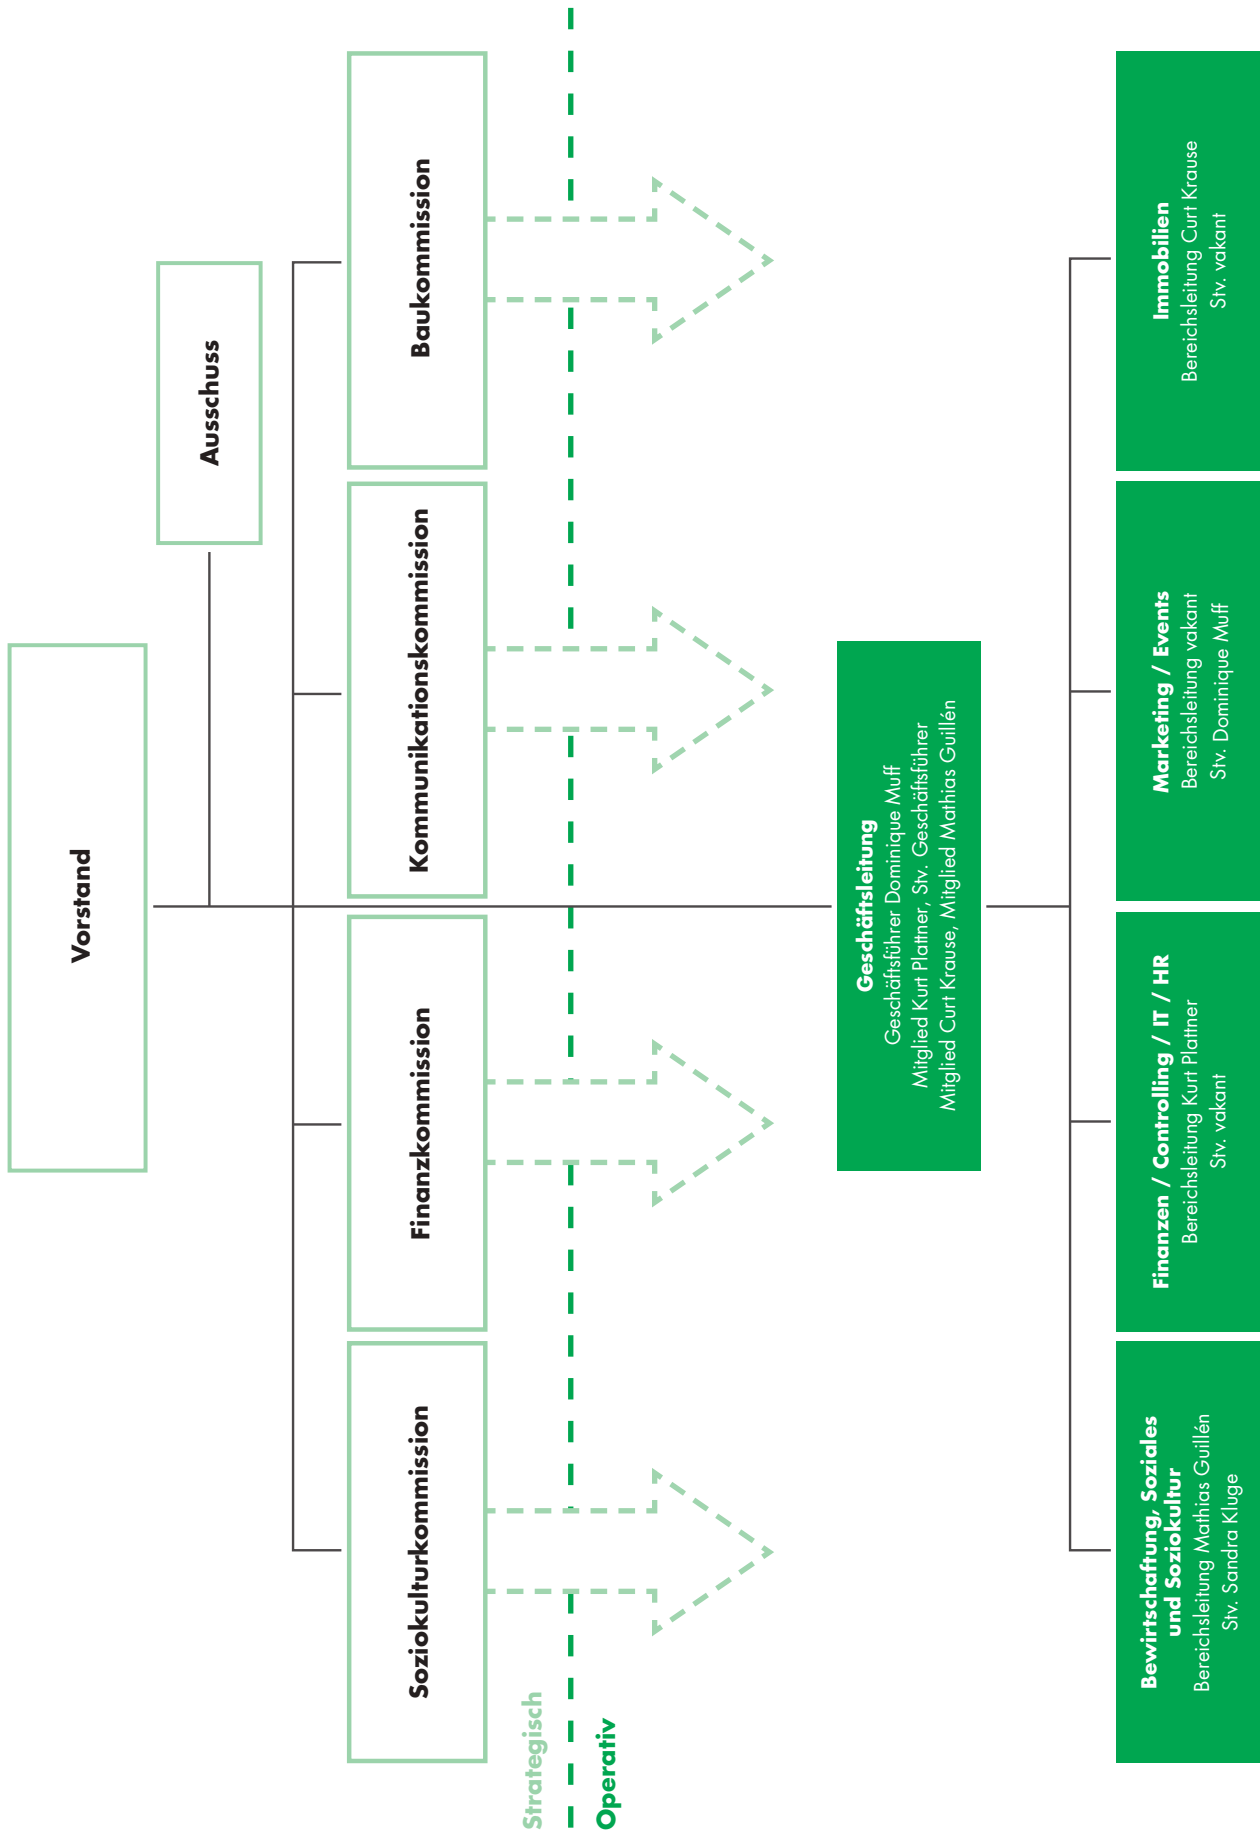 Vorstand
Ausschuss
Soziokulturkommission
Finanzkommission
Kommunikationskommission
Baukommission
Strategisch
Operativ
Geschäftsleitung
Geschäftsführer Dominique Muff
Mitglied Kurt Plattner, Stv. Geschäftsführer
Mitglied Curt Krause, Mitglied Mathias Guillén
Bewirtschaftung, Soziales
und Soziokultur
Bereichsleitung Mathias Guillén
Stv. Sandra Kluge
Finanzen / Controlling / IT / HR
Bereichsleitung Kurt Plattner
Stv. vakant
Marketing / Events
Bereichsleitung vakant
Stv. Dominique Muff
Immobilien
Bereichsleitung Curt Krause
Stv. vakant